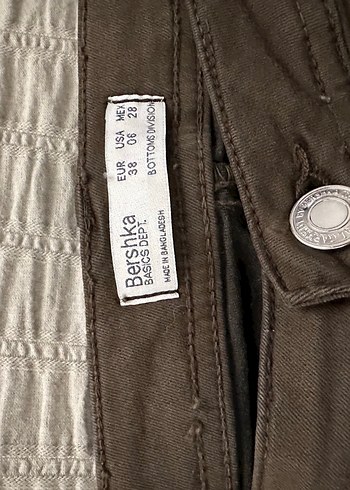 Bershka
BASICS DEPT.
MADE IN BANGLADESH
EUR USA MEX
38 06 28
BOTTOMS DIVISION